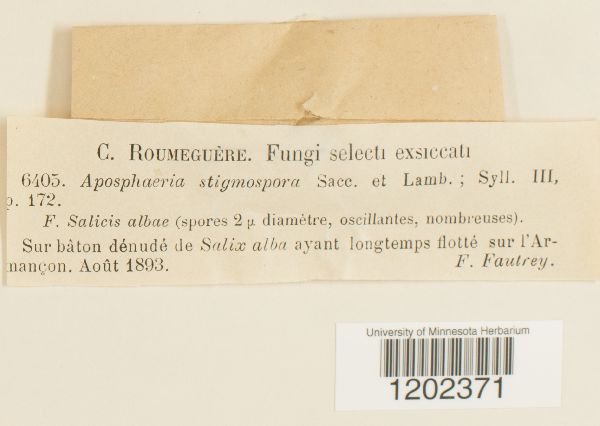 C. ROUMEGUÈRE. Fungi selecti exsiccati
6405. Aposphaeria stigmospora Sacc. et Lamb.; Syll. III,
p. 172.
F. Salicis albae (spores 2 µ diamètre, oscillantes, nombreuses).
Sur bâton dénudé de Salix alba ayant longtemps flotté sur l'Ar-
mançon. Août 1893. F. Fautrey.
University of Minnesota Herbarium
1202371